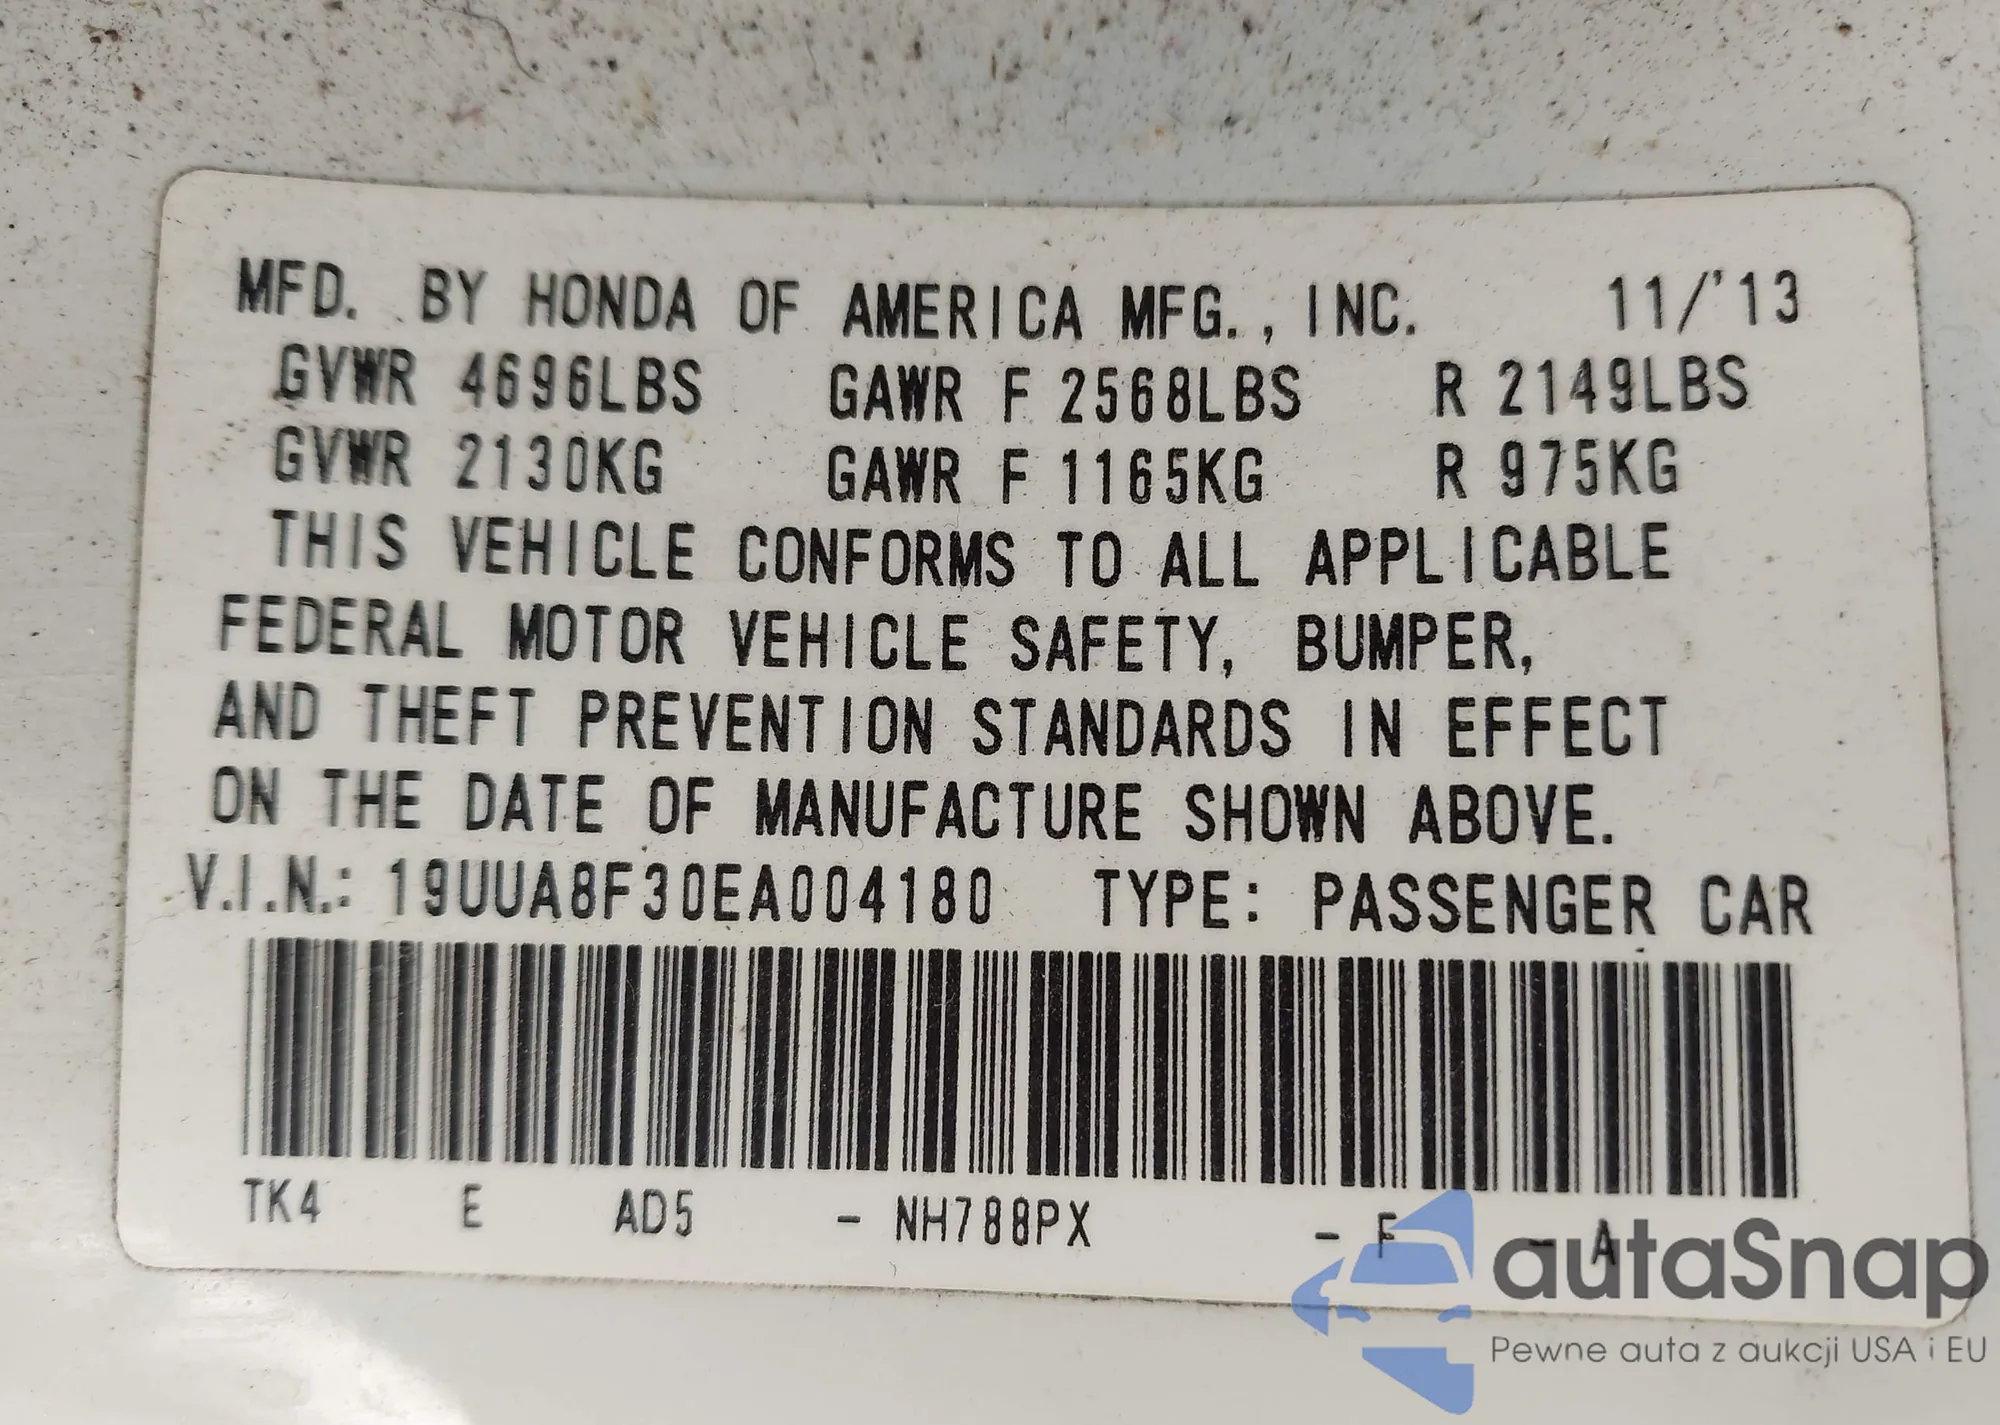 MFD. BY HONDA OF AMERICA MFG., INC. 11/'13
GVWR 4696LBS GAWR F 2568LBS R 2149LBS
GVWR 2130KG GAWR F 1165KG R 975KG
THIS VEHICLE CONFORMS TO ALL APPLICABLE
FEDERAL MOTOR VEHICLE SAFETY, BUMPER,
AND THEFT PREVENTION STANDARDS IN EFFECT
ON THE DATE OF MANUFACTURE SHOWN ABOVE.
V.I.N.: 19UUA8F30EA004180 TYPE: PASSENGER CAR
TK4 E AD5 - NH788PX - F - A
autaSnap
Pewne auta z aukcji USA i EU